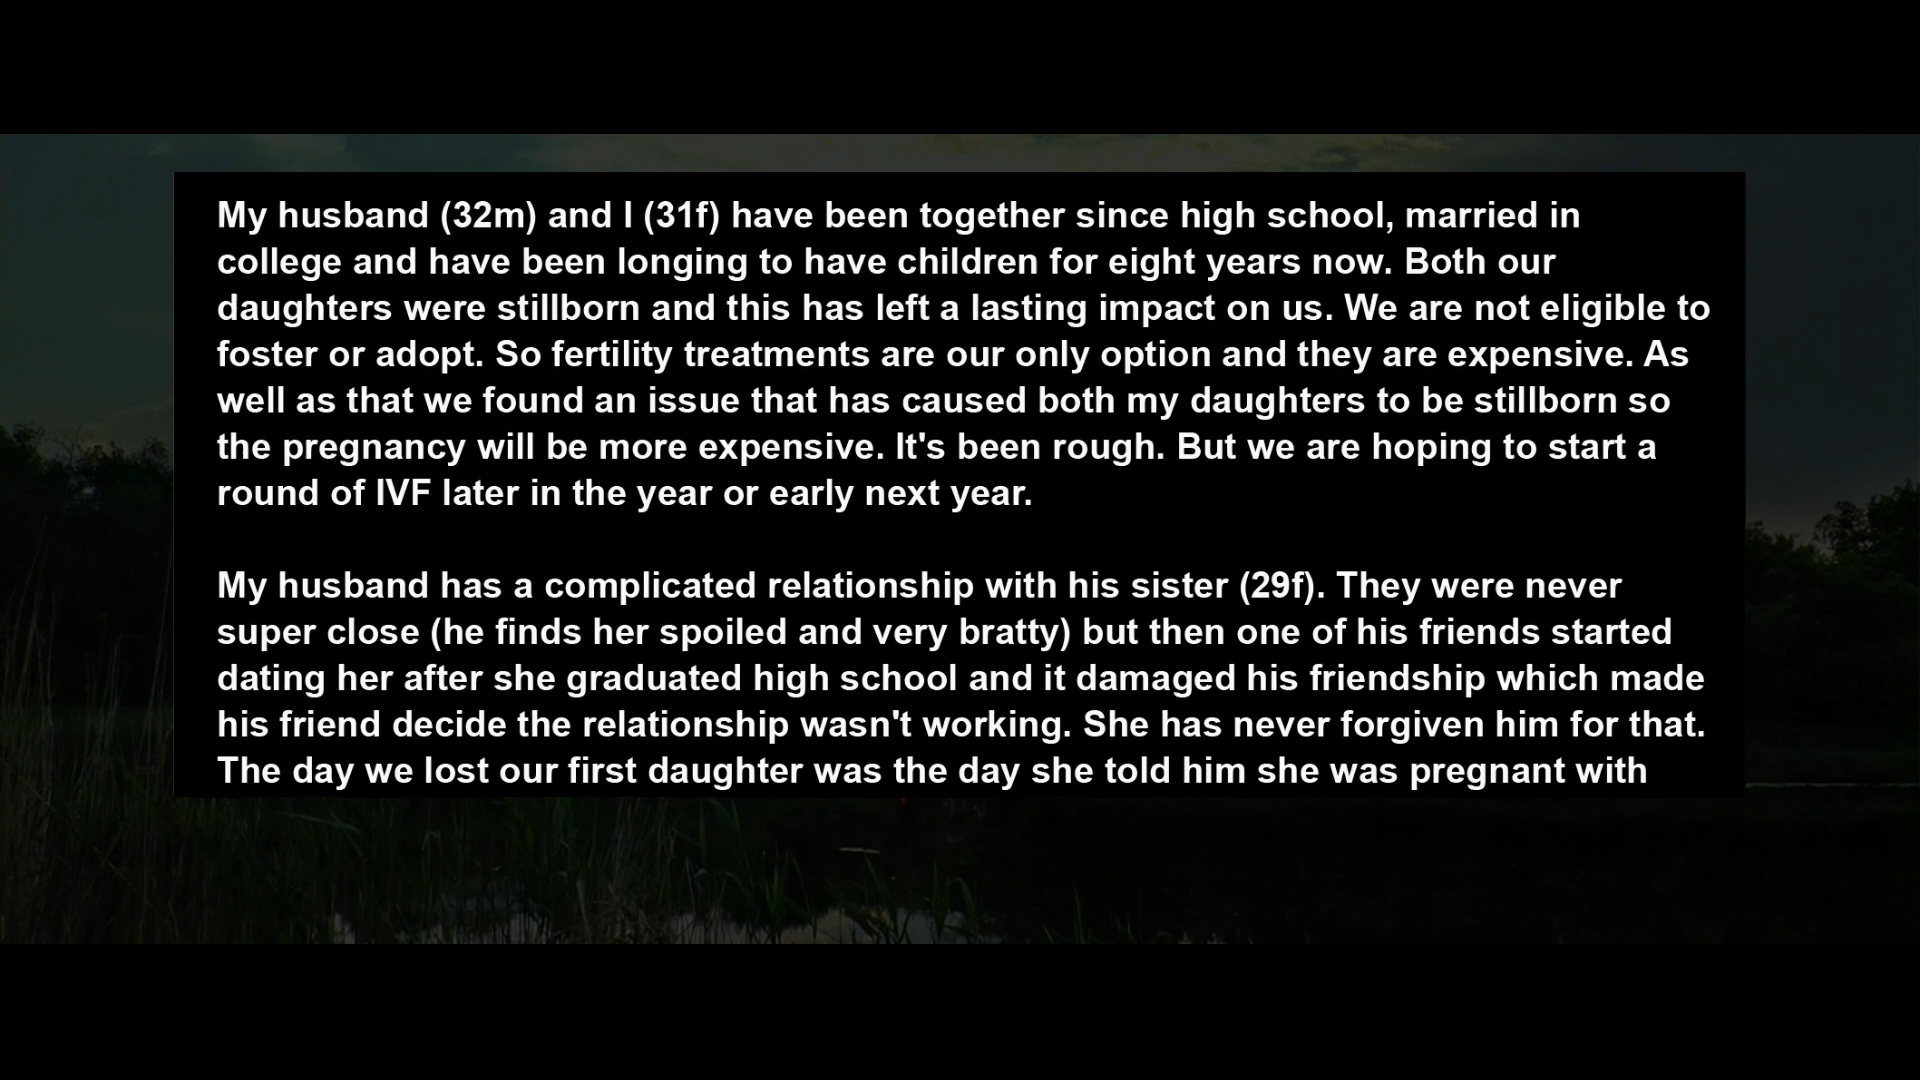 My husband (32m) and I (31f) have been together since high school, married in
college and have been longing to have children for eight years now. Both our
daughters were stillborn and this has left a lasting impact on us. We are not eligible to
foster or adopt. So fertility treatments are our only option and they are expensive. As
well as that we found an issue that has caused both my daughters to be stillborn so
the pregnancy will be more expensive. It's been rough. But we are hoping to start a
round of IVF later in the year or early next year.
My husband has a complicated relationship with his sister (29f). They were never
super close (he finds her spoiled and very bratty) but then one of his friends started
dating her after she graduated high school and it damaged his friendship which made
his friend decide the relationship wasn't working. She has never forgiven him for that.
The day we lost our first daughter was the day she told him she was pregnant with